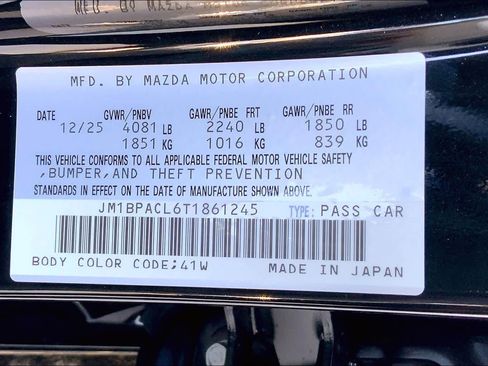 MFD. BY MAZDA MOTOR CORPORATION
DATE GVWR/PNBV GAWR/PNBE FRT GAWR/PNBE RR
12/25 4081 LB 2240 LB 1850 LB
1851 KG 1016 KG 839 KG
THIS VEHICLE CONFORMS TO ALL APPLICABLE FEDERAL MOTOR VEHICLE SAFETY
,BUMPER,AND THEFT PREVENTION
STANDARDS IN EFFECT ON THE DATE OF MANUFACTURE SHOWN ABOVE.
JM1BPACL6T1861245 TYPE: PASS CAR
BODY COLOR CODE:41W MADE IN JAPAN